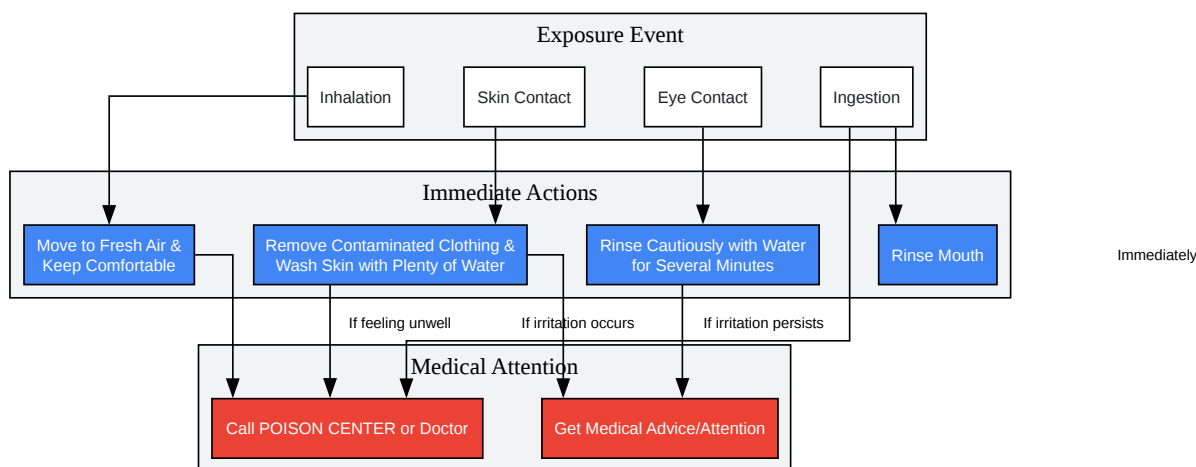 Exposure Event
Inhalation
Skin Contact
Eye Contact
Ingestion
Immediate Actions
Move to Fresh Air &
Keep Comfortable
Remove Contaminated Clothing &
Wash Skin with Plenty of Water
Rinse Cautiously with Water
for Several Minutes
Rinse Mouth
Immediately
If feeling unwell
If irritation occurs
If irritation persists
Medical Attention
Call POISON CENTER or Doctor
Get Medical Advice/Attention